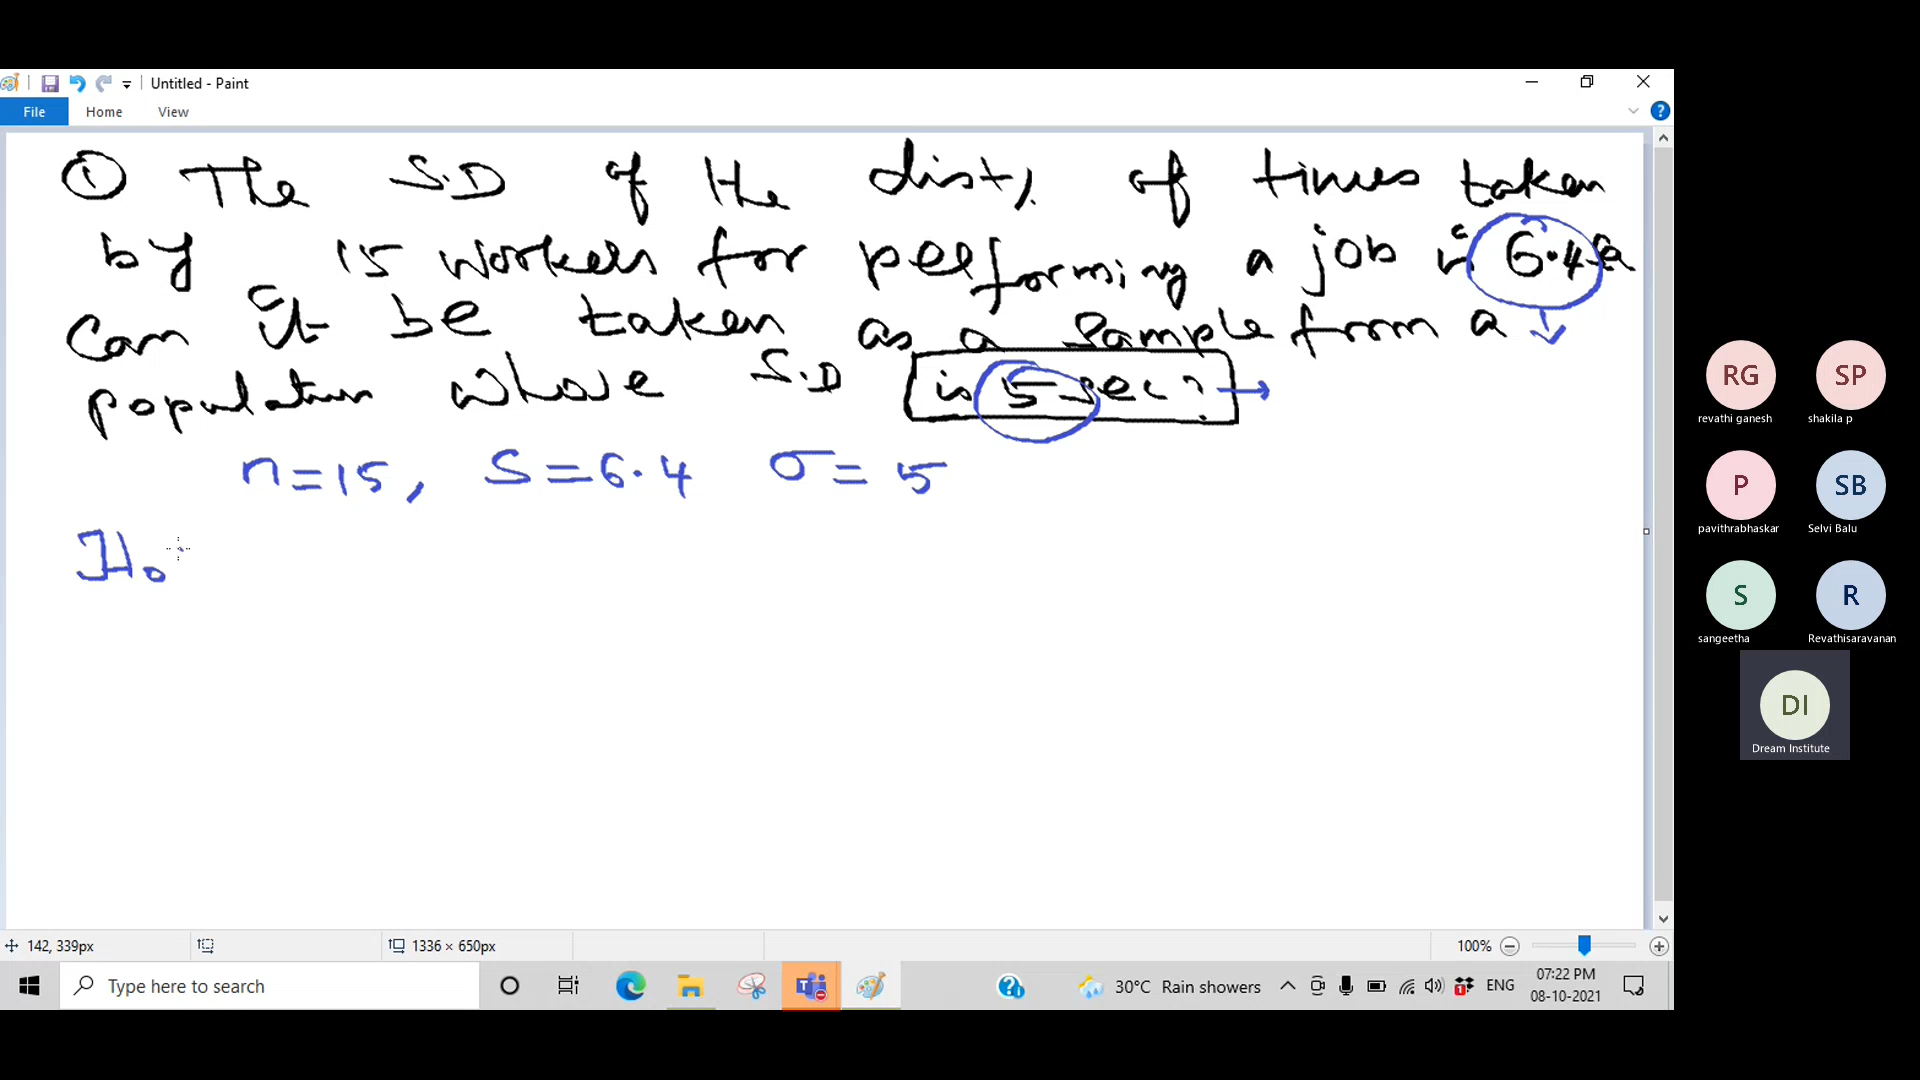 Untitled - Paint
File Home View
① The S.D of the dist. of times taken
by 15 workers for performing a job is 6.4
Can it be taken as a Sample from a
population whose S.D is 5 sec?
n=15, S=6.4 σ=5
H₀
RG SP
revathi ganesh shakila p
P SB
pavithrabhaskar Selvi Balu
S R
sangeetha Revathisaravanan
DI
Dream Institute
142, 339px 1336 × 650px 100%
Type here to search 30°C Rain showers ENG 07:22 PM
08-10-2021